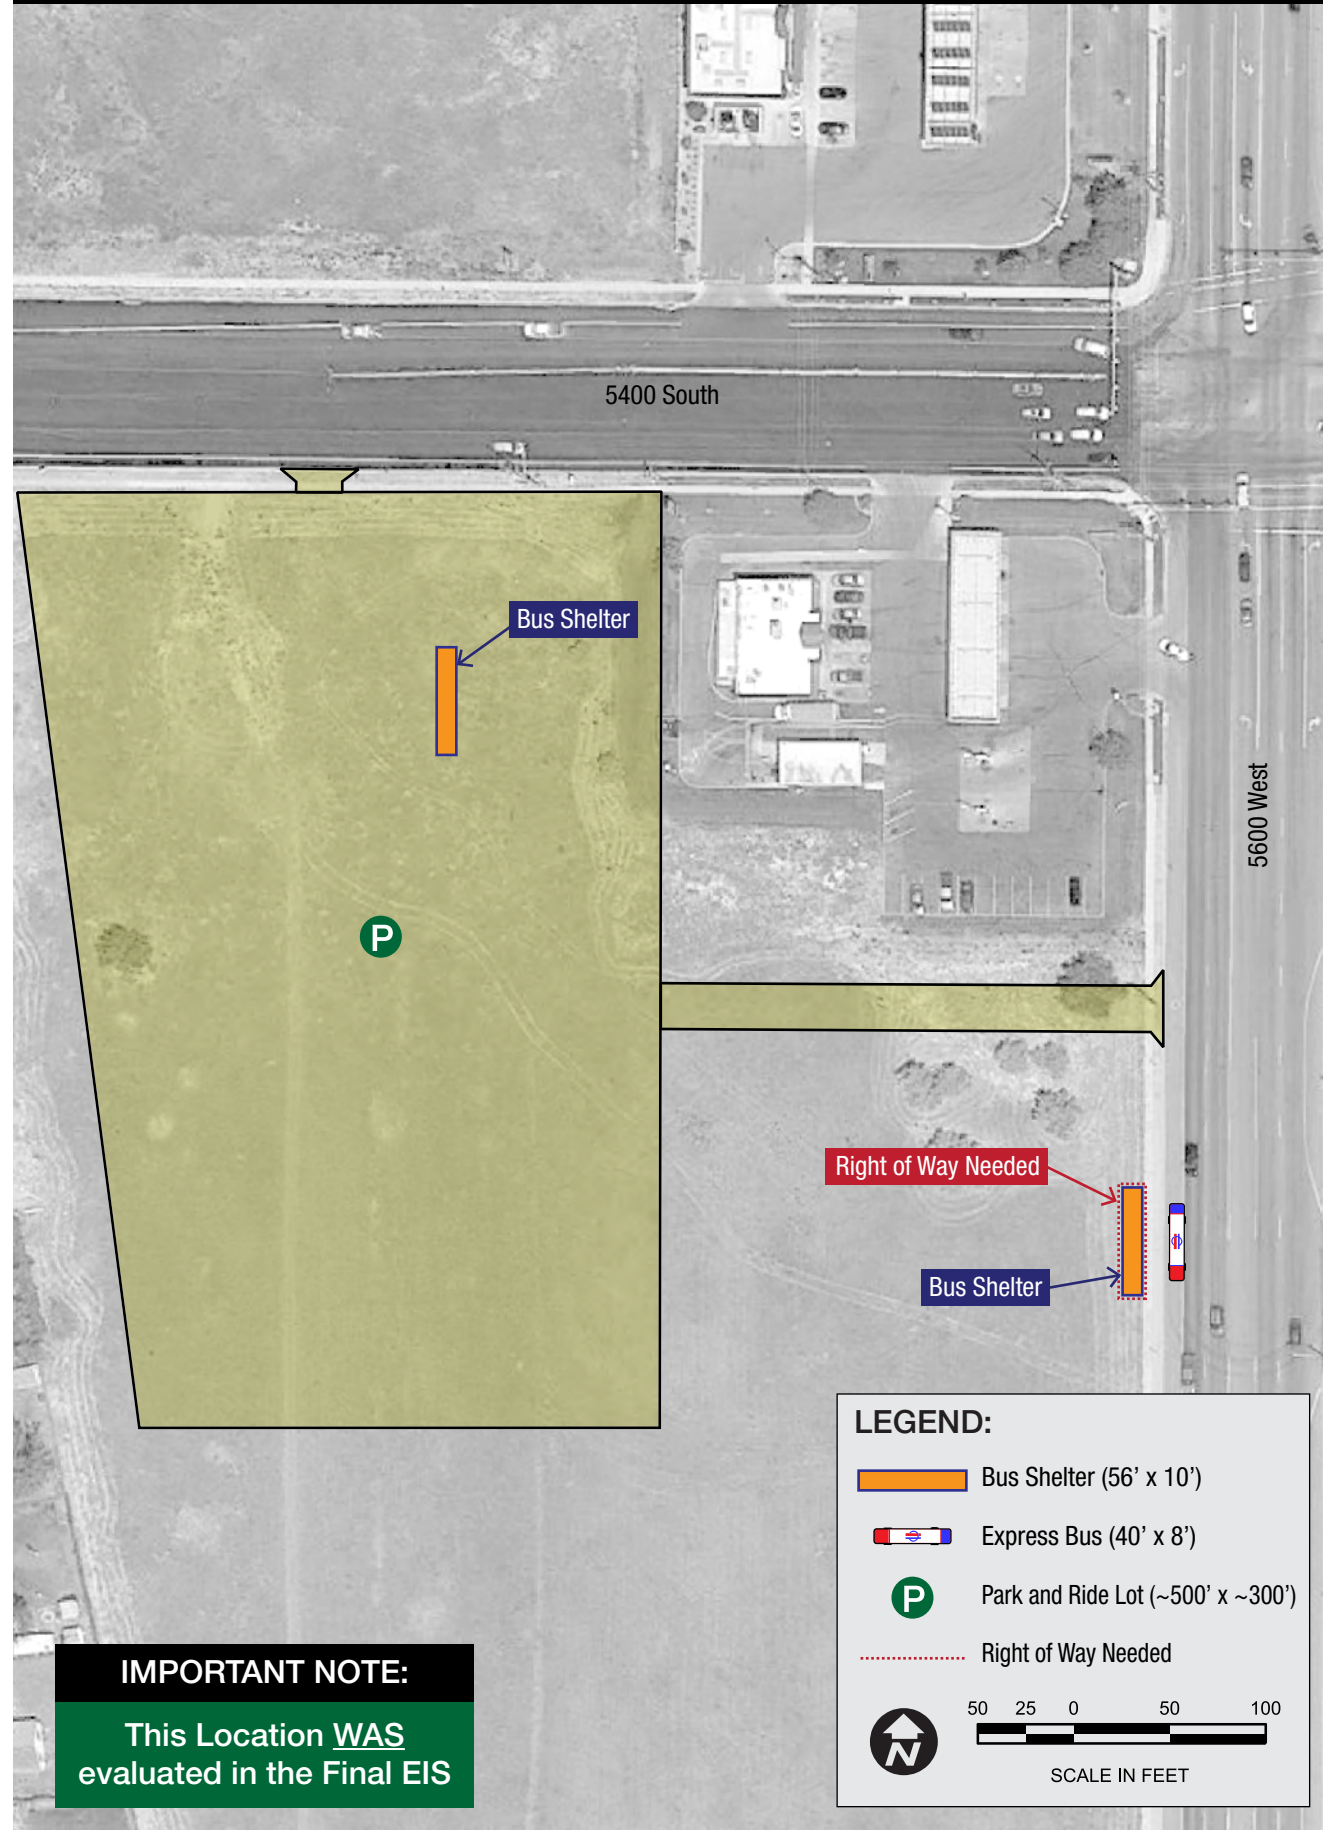 5400 South
Bus Shelter
5600 West
P
Right of Way Needed
Bus Shelter
LEGEND:
Bus Shelter (56’ x 10’)
Express Bus (40’ x 8’)
P
Park and Ride Lot (~500’ x ~300’)
Right of Way Needed
N
50 25 0 50 100
SCALE IN FEET
IMPORTANT NOTE:
This Location WAS
evaluated in the Final EIS